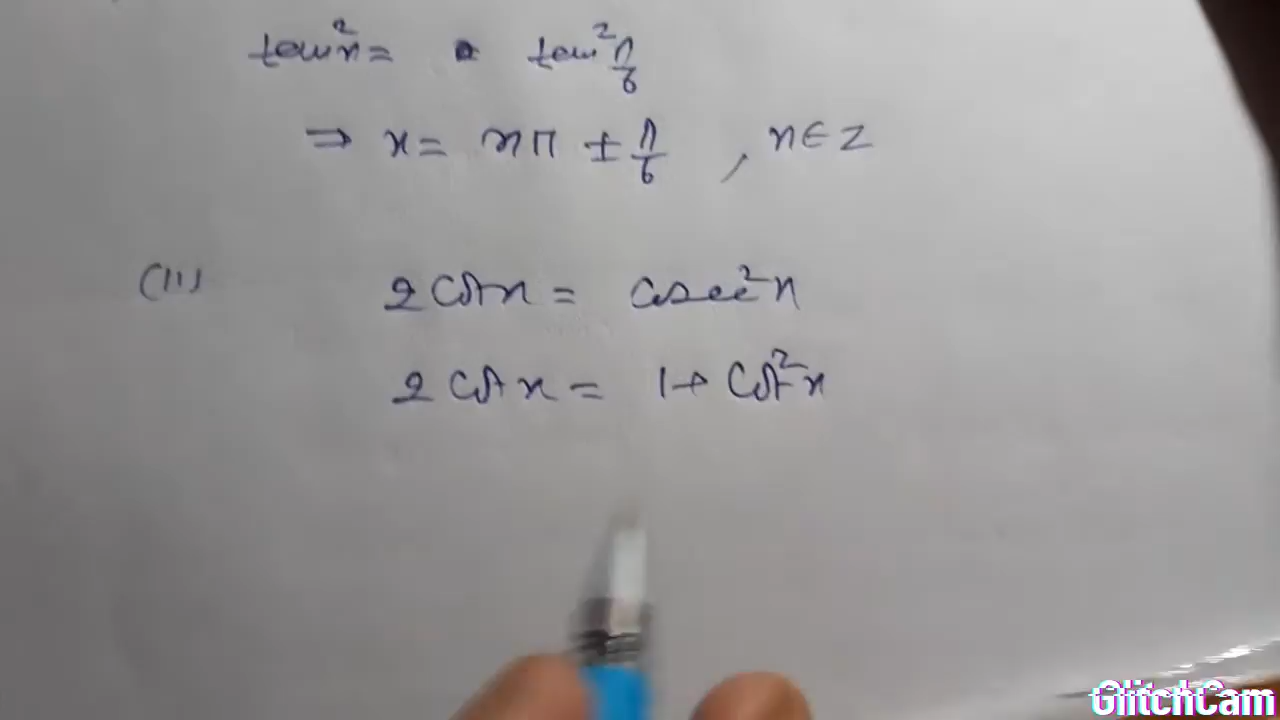 tan²x = tan²π/6
⇒ x = nπ ± π/6 , n ∈ Z
(II) 2 cot x = cosec²x
2 cot x = 1 + cot²x
GlitchCam